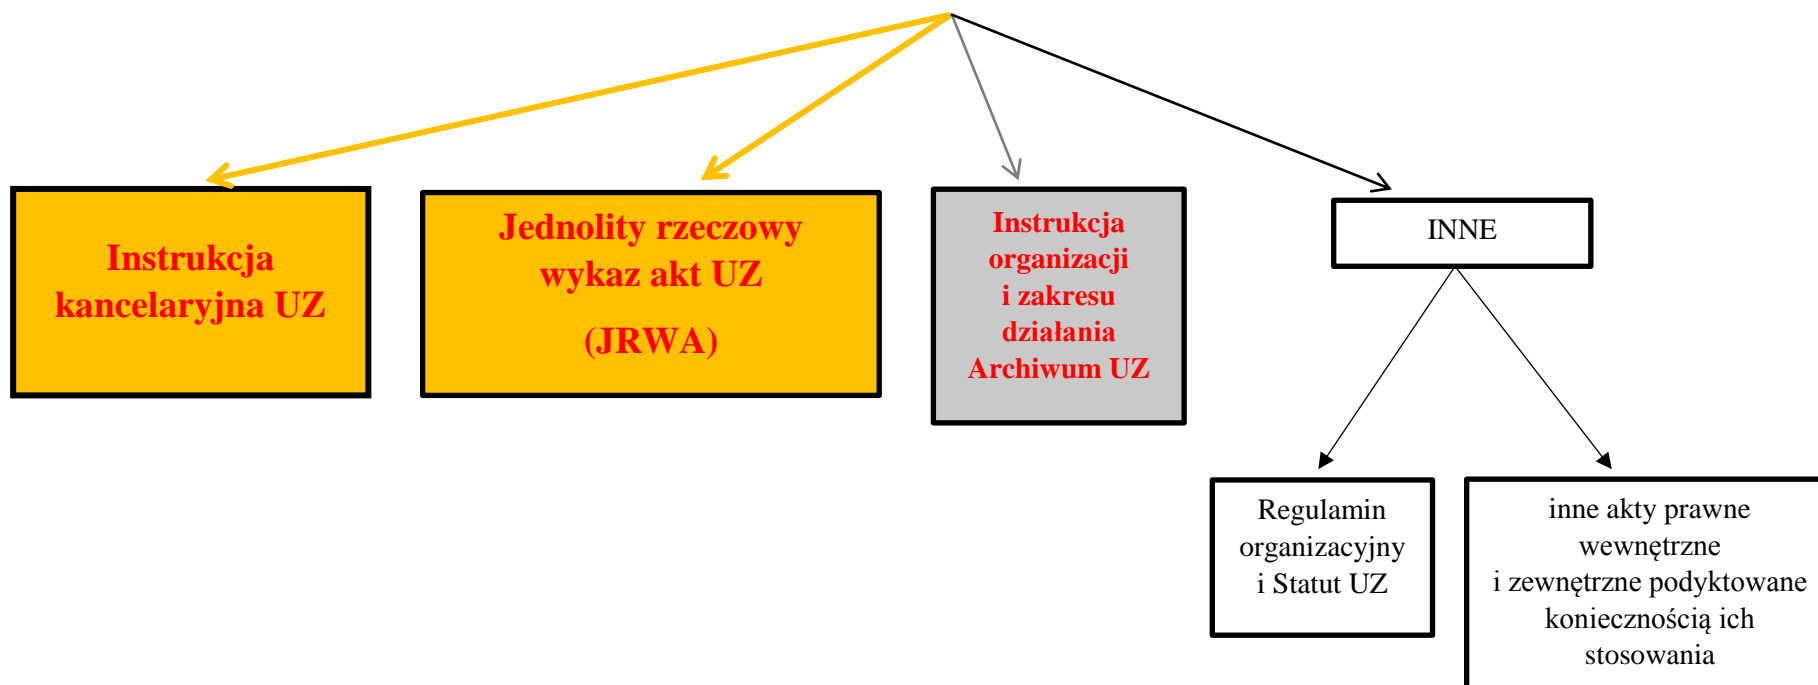 Instrukcja
kancelaryjna UZ
Jednolity rzeczowy
wykaz akt UZ
(JRWA)
Instrukcja
organizacji
i zakresu
działania
Archiwum UZ
INNE
Regulamin
organizacyjny
i Statut UZ
inne akty prawne
wewnętrzne
i zewnętrzne podyktowane
koniecznością ich
stosowania